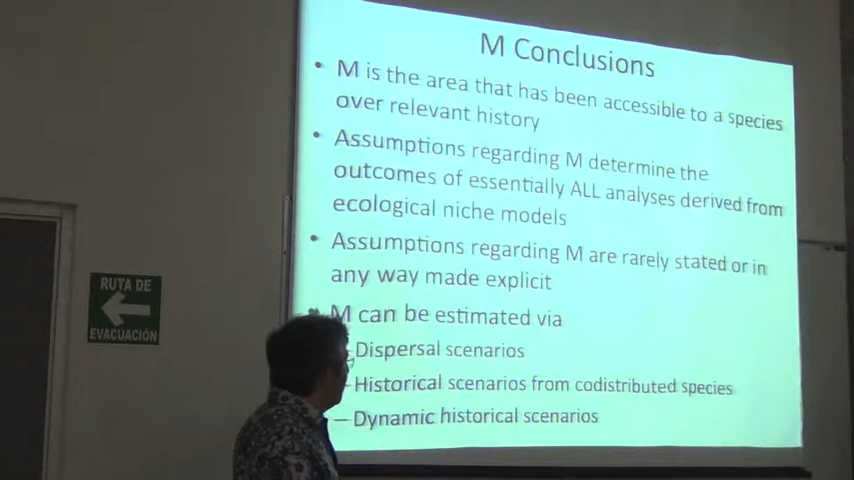 M Conclusions
• M is the area that has been accessible to a species
over relevant history
• Assumptions regarding M determine the
outcomes of essentially ALL analyses derived from
ecological niche models
• Assumptions regarding M are rarely stated or in
any way made explicit
• M can be estimated via
– Dispersal scenarios
– Historical scenarios from codistributed species
– Dynamic historical scenarios
RUTA DE
EVACUACIÓN